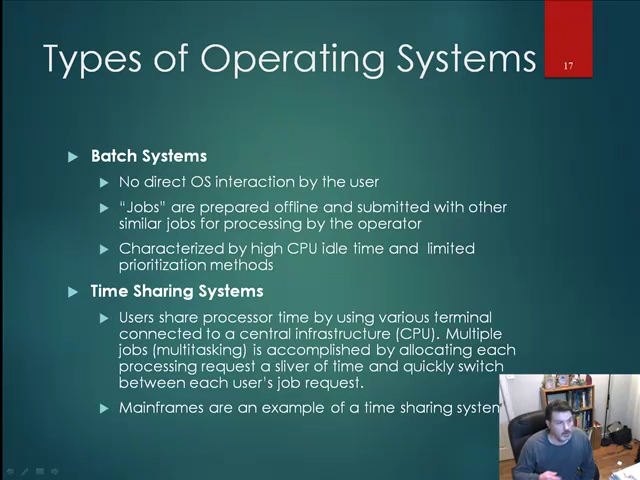 Types of Operating Systems
17
Batch Systems
No direct OS interaction by the user
“Jobs” are prepared offline and submitted with other
similar jobs for processing by the operator
Characterized by high CPU idle time and limited
prioritization methods
Time Sharing Systems
Users share processor time by using various terminal
connected to a central infrastructure (CPU). Multiple
jobs (multitasking) is accomplished by allocating each
processing request a sliver of time and quickly switch
between each user’s job request.
Mainframes are an example of a time sharing system